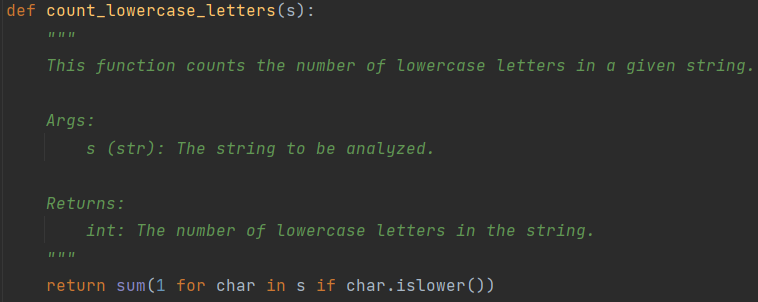 def count_lowercase_letters(s):
    """
    This function counts the number of lowercase letters in a given string.

    Args:
        s (str): The string to be analyzed.

    Returns:
        int: The number of lowercase letters in the string.
    """
    return sum(1 for char in s if char.islower())